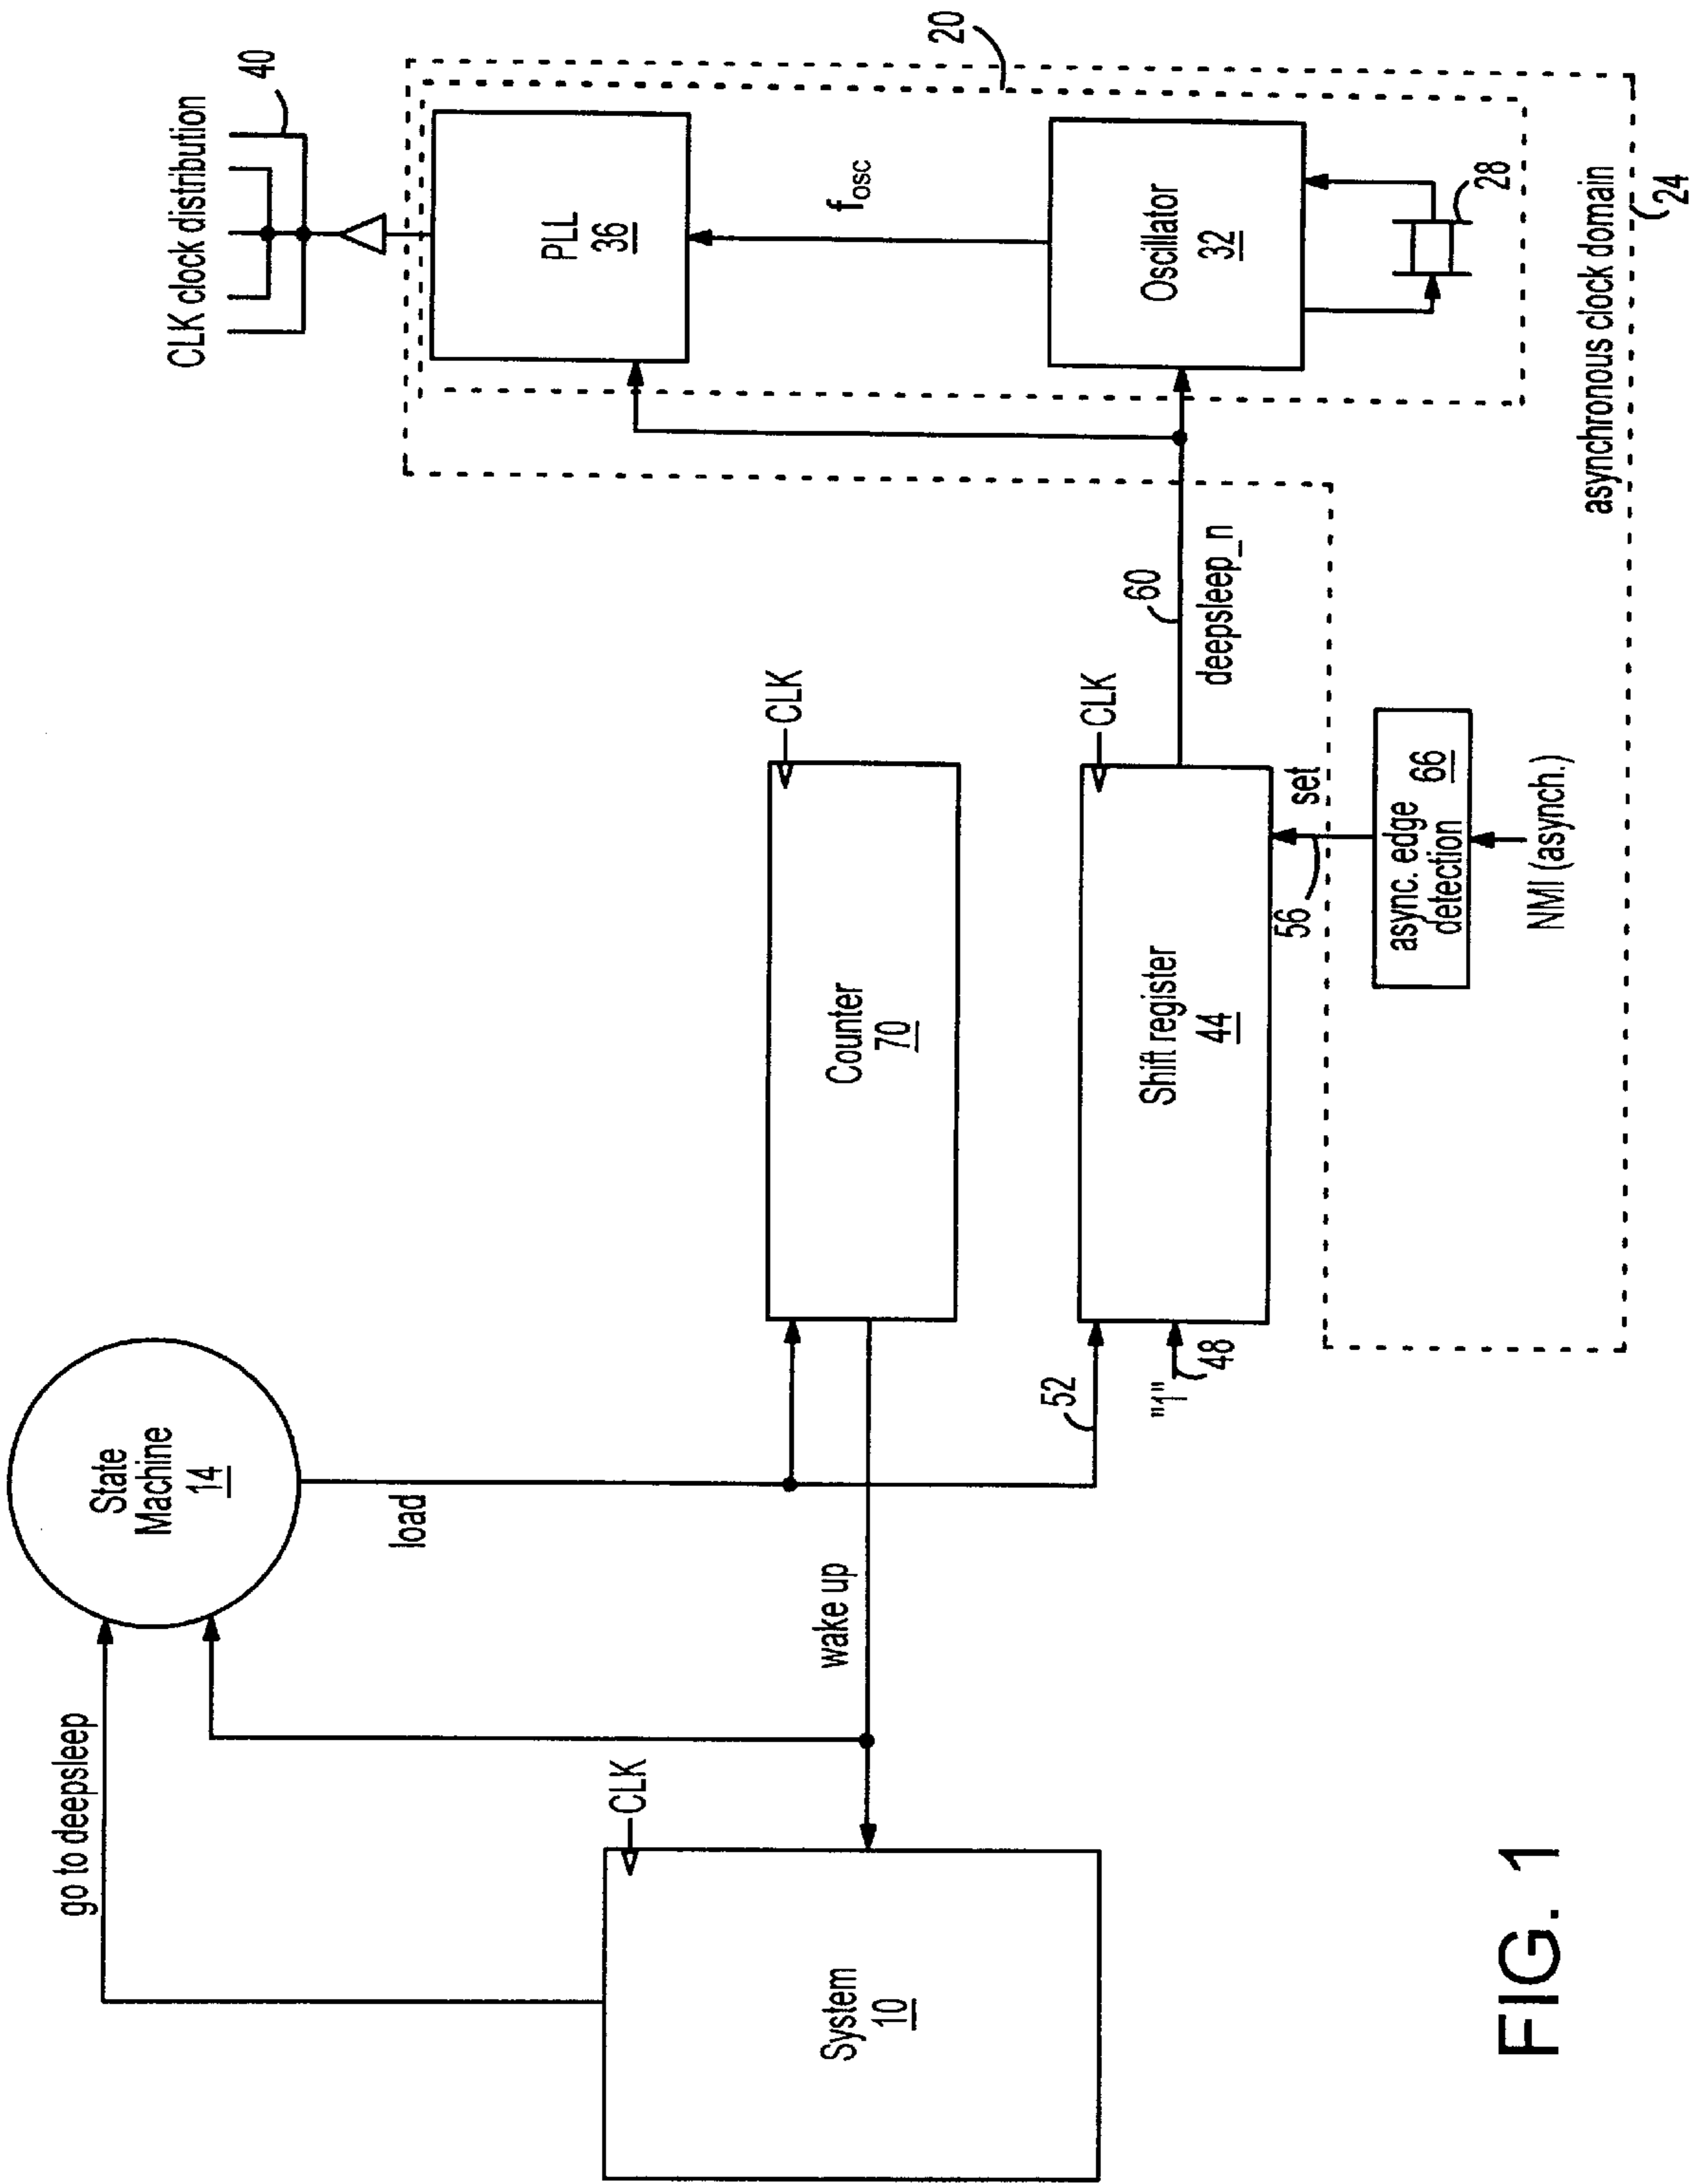 State
Machine
14
go to deepsleep
load
wake up
System
10
CLK
Counter
70
CLK
52
"1"
48
Shift register
44
CLK
set
56
async. edge
detection 66
NMI (asynch.)
60
deepsleep_n
CLK clock distribution
40
PLL
36
fosc
Oscillator
32
28
20
asynchronous clock domain
24
FIG. 1